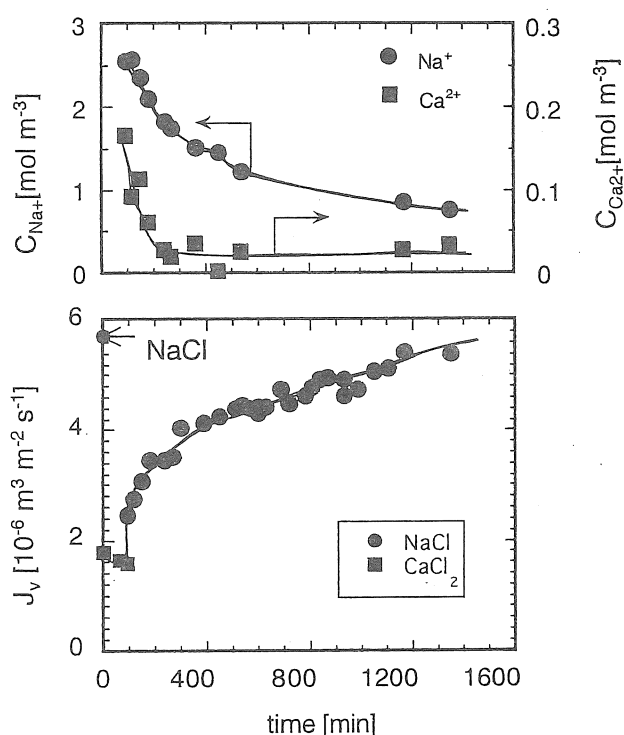 3
2
1
0
C_Na+ [mol m⁻³]
Na⁺
Ca²⁺
0.3
0.2
0.1
0
C_Ca2+ [mol m⁻³]
6
4
2
0
J_v [10⁻⁶ m³ m⁻² s⁻¹]
NaCl
NaCl
CaCl₂
0
400
800
1200
1600
time [min]